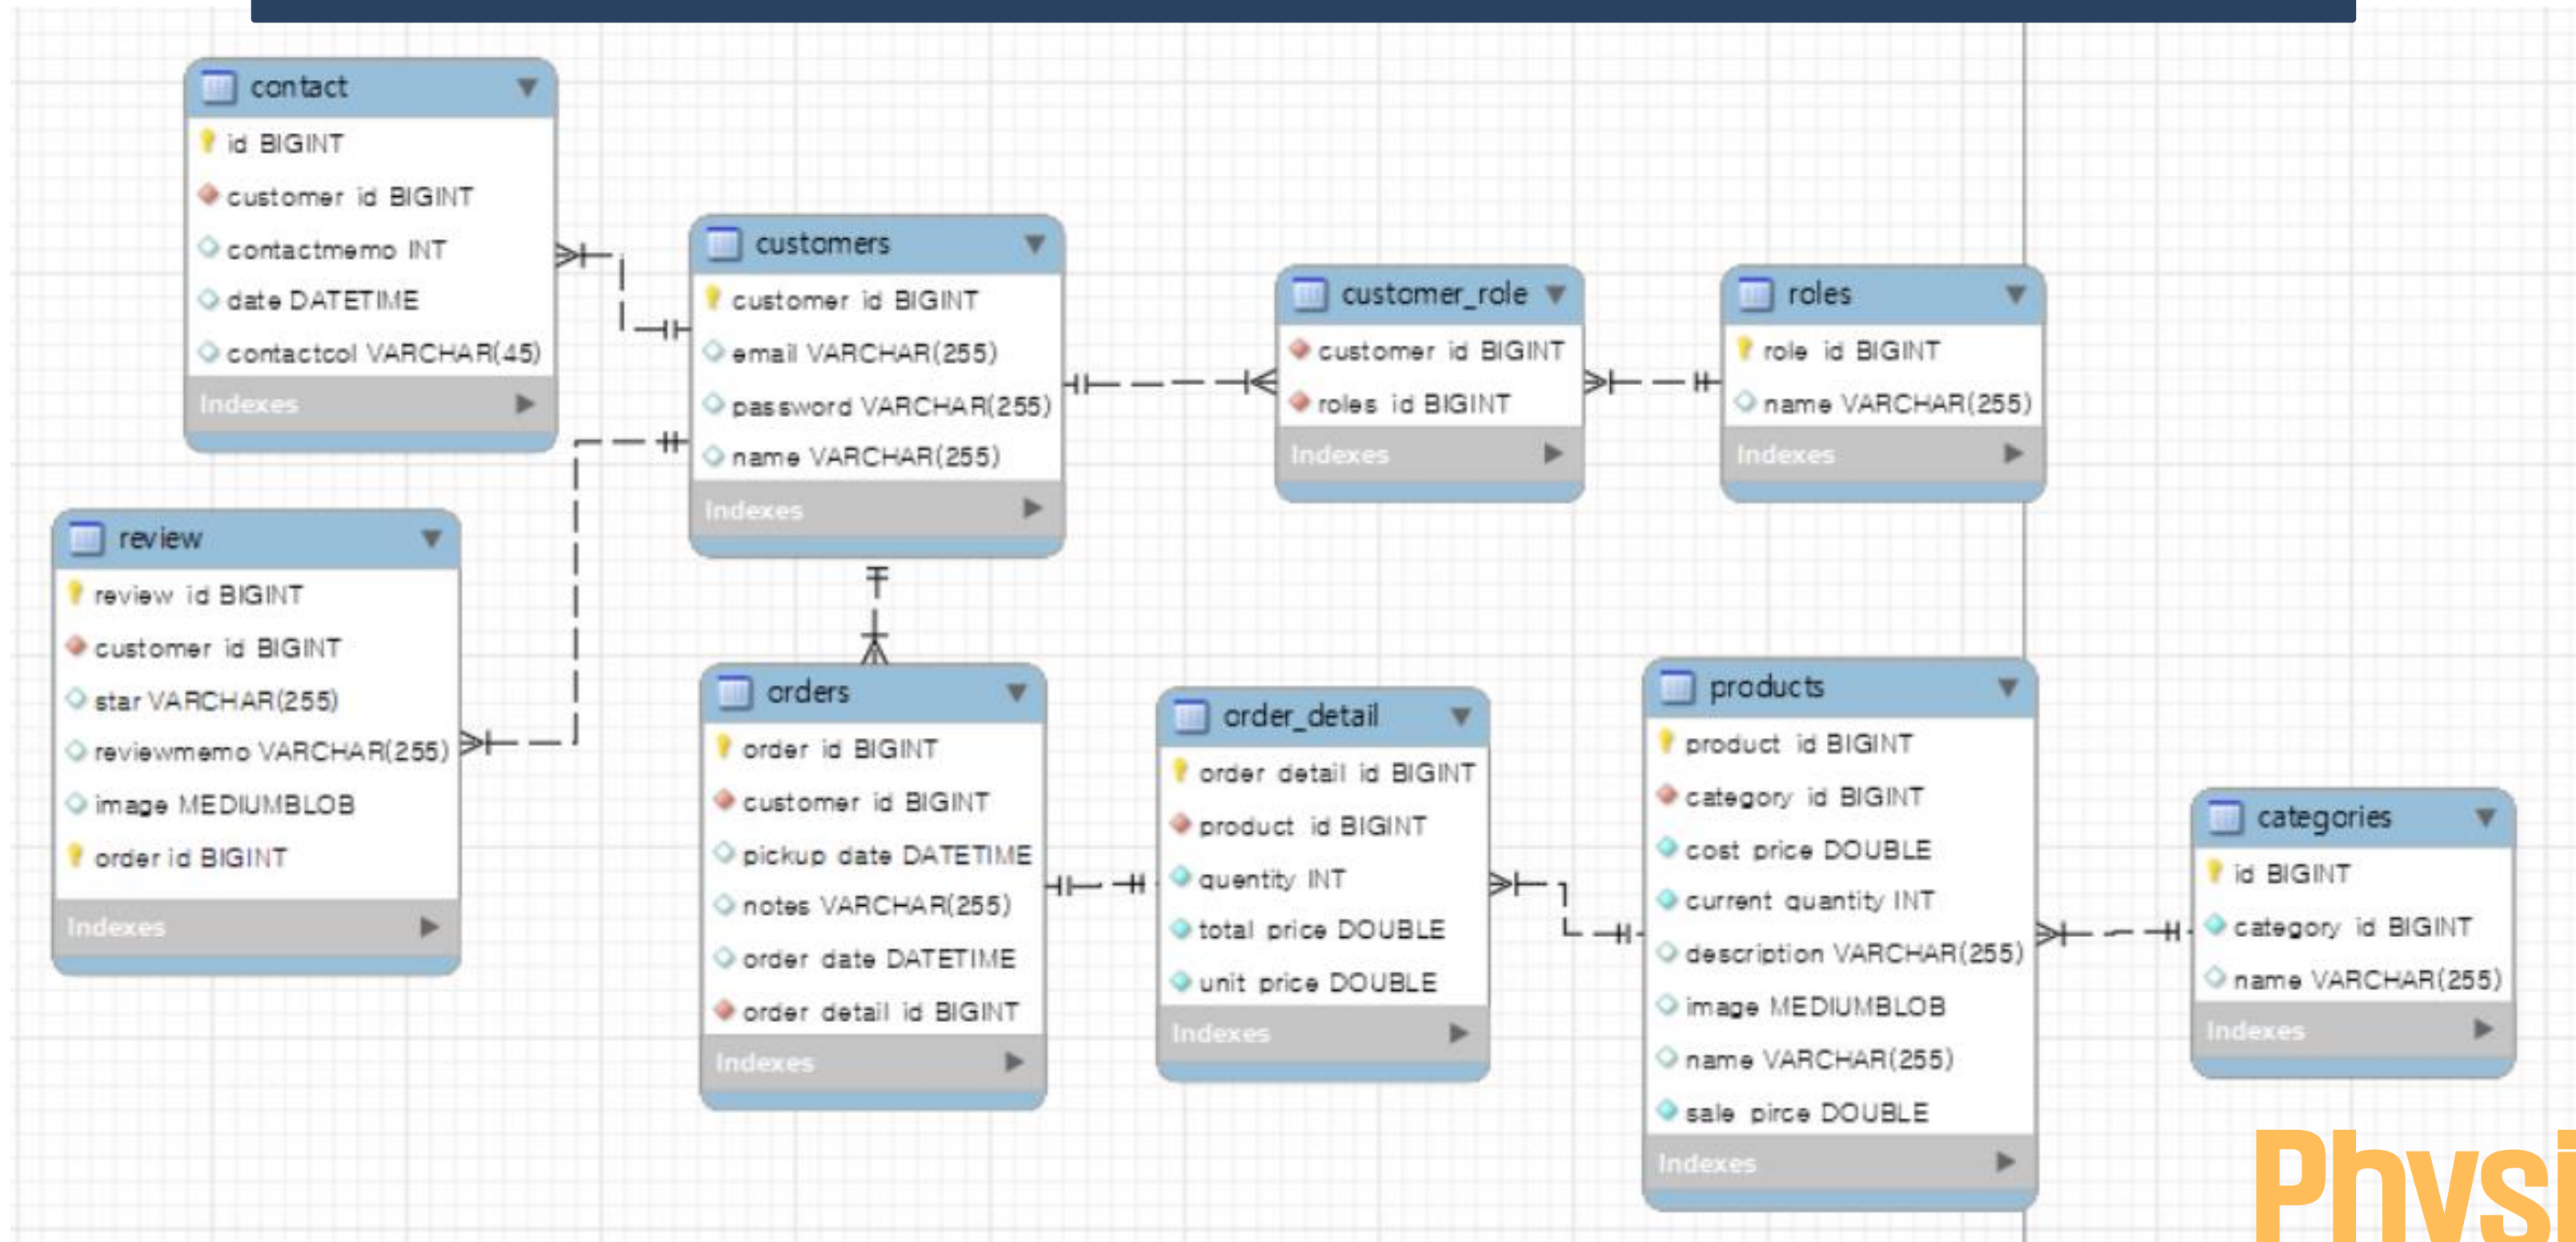 contact
id BIGINT
customer id BIGINT
contactmemo INT
date DATETIME
contactcol VARCHAR(45)
Indexes
customers
customer id BIGINT
email VARCHAR(255)
password VARCHAR(255)
name VARCHAR(255)
Indexes
customer_role
customer id BIGINT
roles id BIGINT
Indexes
roles
role id BIGINT
name VARCHAR(255)
Indexes
review
review id BIGINT
customer id BIGINT
star VARCHAR(255)
reviewmemo VARCHAR(255)
image MEDIUMBLOB
order id BIGINT
Indexes
orders
order id BIGINT
customer id BIGINT
pickup date DATETIME
notes VARCHAR(255)
order date DATETIME
order detail id BIGINT
Indexes
order_detail
order detail id BIGINT
product id BIGINT
quentity INT
total price DOUBLE
unit price DOUBLE
Indexes
products
product id BIGINT
category id BIGINT
cost price DOUBLE
current quantity INT
description VARCHAR(255)
image MEDIUMBLOB
name VARCHAR(255)
sale pirce DOUBLE
Indexes
categories
id BIGINT
category id BIGINT
name VARCHAR(255)
Indexes
Physi